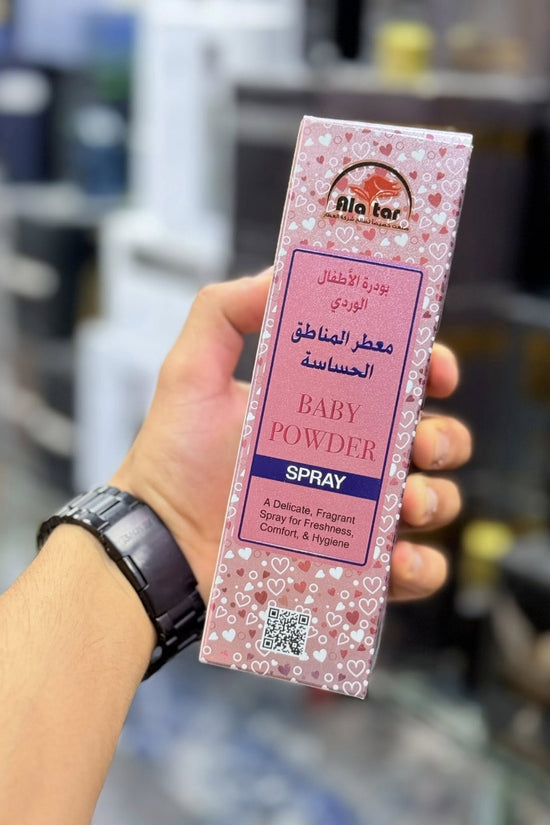 Ala tar
بودرة الأطفال
الوردي
معطر المناطق
الحساسة
BABY
POWDER
SPRAY
A Delicate, Fragrant
Spray for Freshness,
Comfort, & Hygiene